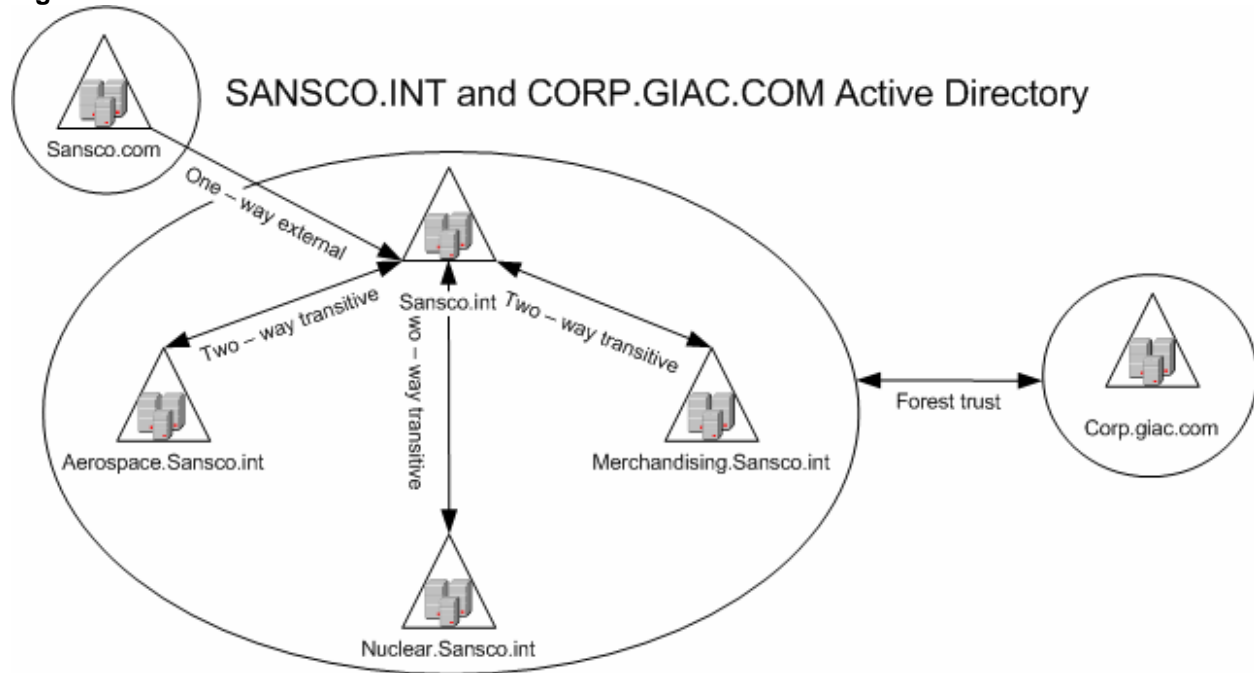 SANSCO.INT and CORP.GIAC.COM Active Directory
Sansco.com
One – way external
Sansco.int
Two – way transitive
wo – way transitive
Two – way transitive
Forest trust
Corp.giac.com
Aerospace.Sansco.int
Merchandising.Sansco.int
Nuclear.Sansco.int